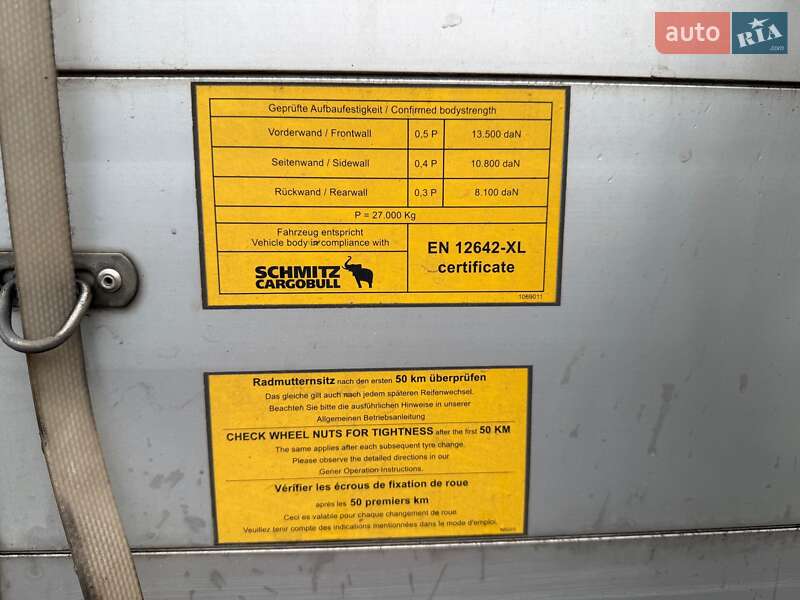 auto RIA
.com
Geprüfte Aufbaufestigkeit / Confirmed bodystrength
Vorderwand / Frontwall 0,5 P 13.500 daN
Seitenwand / Sidewall 0,4 P 10.800 daN
Rückwand / Rearwall 0,3 P 8.100 daN
P = 27.000 Kg
Fahrzeug entspricht
Vehicle body in compliance with
EN 12642-XL
certificate
SCHMITZ
CARGOBULL
1069011
Radmutternsitz nach den ersten 50 km überprüfen
Das gleiche gilt auch nach jedem späteren Reifenwechsel.
Beachten Sie bitte die ausführlichen Hinweise in unserer
Allgemeinen Betriebsanleitung
CHECK WHEEL NUTS FOR TIGHTNESS after the first 50 KM
The same applies after each subsequent tyre change.
Please observe the detailed directions in our
Gener Operation Instructions.
Vérifier les écrous de fixation de roue
après les 50 premiers km
Ceci es valable pour chaque changement de roue
Veuillez tenir compte des indications mentionnées dans le mode d'emploi.